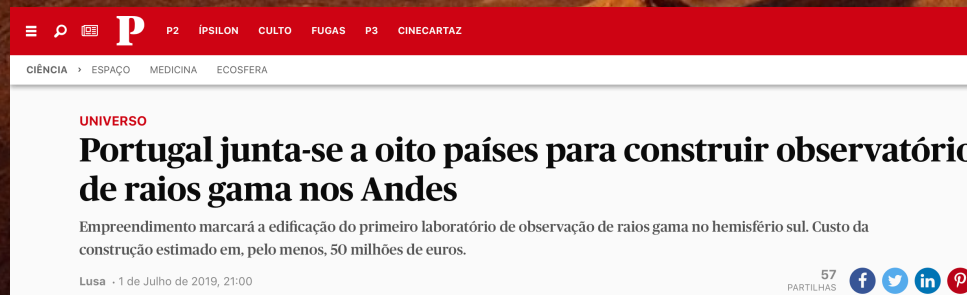 P P2 ÍPSILON CULTO FUGAS P3 CINECARTAZ
CIÊNCIA › ESPAÇO MEDICINA ECOSFERA
UNIVERSO
Portugal junta-se a oito países para construir observatório
de raios gama nos Andes
Empreendimento marcará a edificação do primeiro laboratório de observação de raios gama no hemisfério sul. Custo da
construção estimado em, pelo menos, 50 milhões de euros.
Lusa · 1 de Julho de 2019, 21:00
57
PARTILHAS